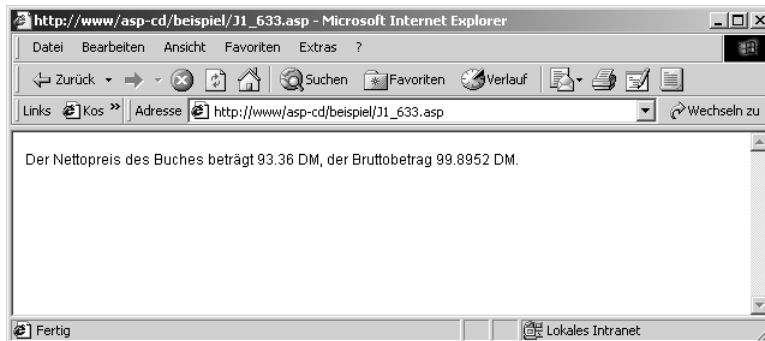 http://www/asp-cd/beispiel/J1_633.asp - Microsoft Internet Explorer
Datei Bearbeiten Ansicht Favoriten Extras ?
Zurück Suchen Favoriten Verlauf
Links Kos » Adresse http://www/asp-cd/beispiel/J1_633.asp Wechseln zu
Der Nettopreis des Buches beträgt 93.36 DM, der Bruttobetrag 99.8952 DM.
Fertig Lokales Intranet